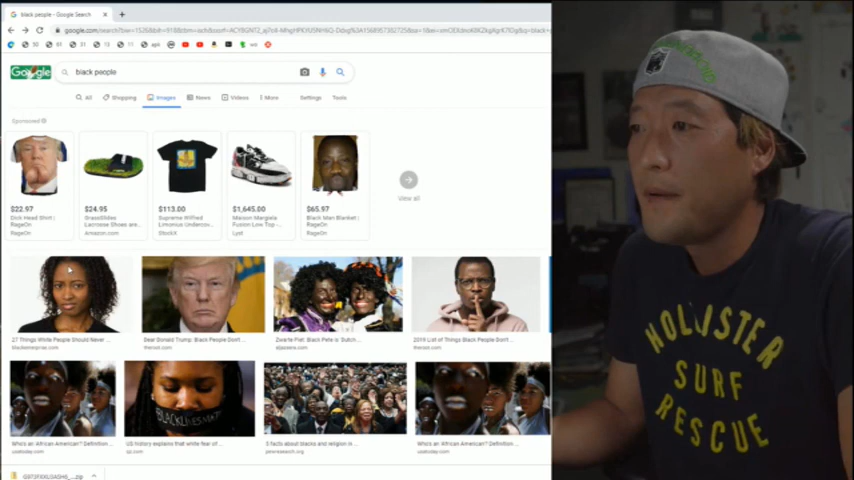 black people - Google Search
google.com/search?
Google
black people
All Shopping Images News Videos More Settings Tools
Sponsored
$22.97
Dick Head Shirt |
RageOn
RageOn
$24.95
GrassSlides
Lacrosse Shoes are...
Amazon.com
$113.00
Supreme Wilfred
Limonius Undercov...
StockX
$1,645.00
Maison Margiela
Fusion Low Top -...
Lyst
$65.97
Black Man Blanket |
RageOn
RageOn
View all
27 Things White People Should Never ...
blackenterprise.com
Dear Donald Trump: Black People Don't ...
theroot.com
Zwarte Piet: Black Pete is 'Dutch ...
aljazeera.com
2019 List of Things Black People Don't ...
theroot.com
BLACKLIVESMATT
Who's an 'African American'? Definition ...
usatoday.com
US history explains that white fear of ...
qz.com
5 facts about blacks and religion in ...
pewresearch.org
Who's an 'African American'? Definition ...
usatoday.com
HOLLISTER
SURF
RESCUE